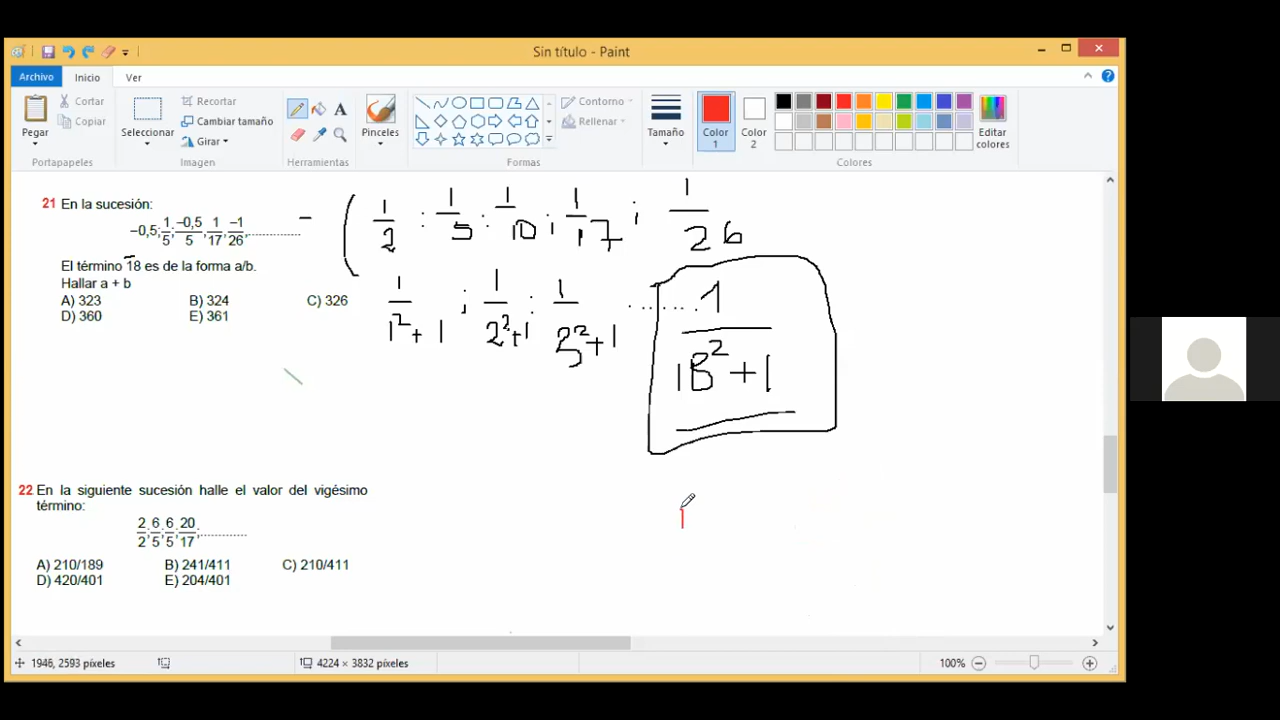 Sin título - Paint
Archivo Inicio Ver
Pegar
Cortar
Copiar
Seleccionar
Recortar
Cambiar tamaño
Girar
A
Pinceles
Contorno
Rellenar
Tamaño
Color 1
Color 2
Editar colores
Portapapeles Imagen Herramientas Formas Colores
21 En la sucesión:
−0,5; 1/5; −0,5/5, 1/17, −1/26, ..............
El término 18 es de la forma a/b.
Hallar a + b
A) 323 B) 324 C) 326
D) 360 E) 361
− ( 1/2 ; 1/5 ; 1/10 ; 1/17 ; 1/26
1/1²+1 ; 1/2²+1 ; 1/3²+1 ........ 1/18²+1
22 En la siguiente sucesión halle el valor del vigésimo
término:
2/2; 6/5; 6/5; 20/17; ............
A) 210/189 B) 241/411 C) 210/411
D) 420/401 E) 204/401
1946, 2593 píxeles 4224 × 3832 píxeles 100%